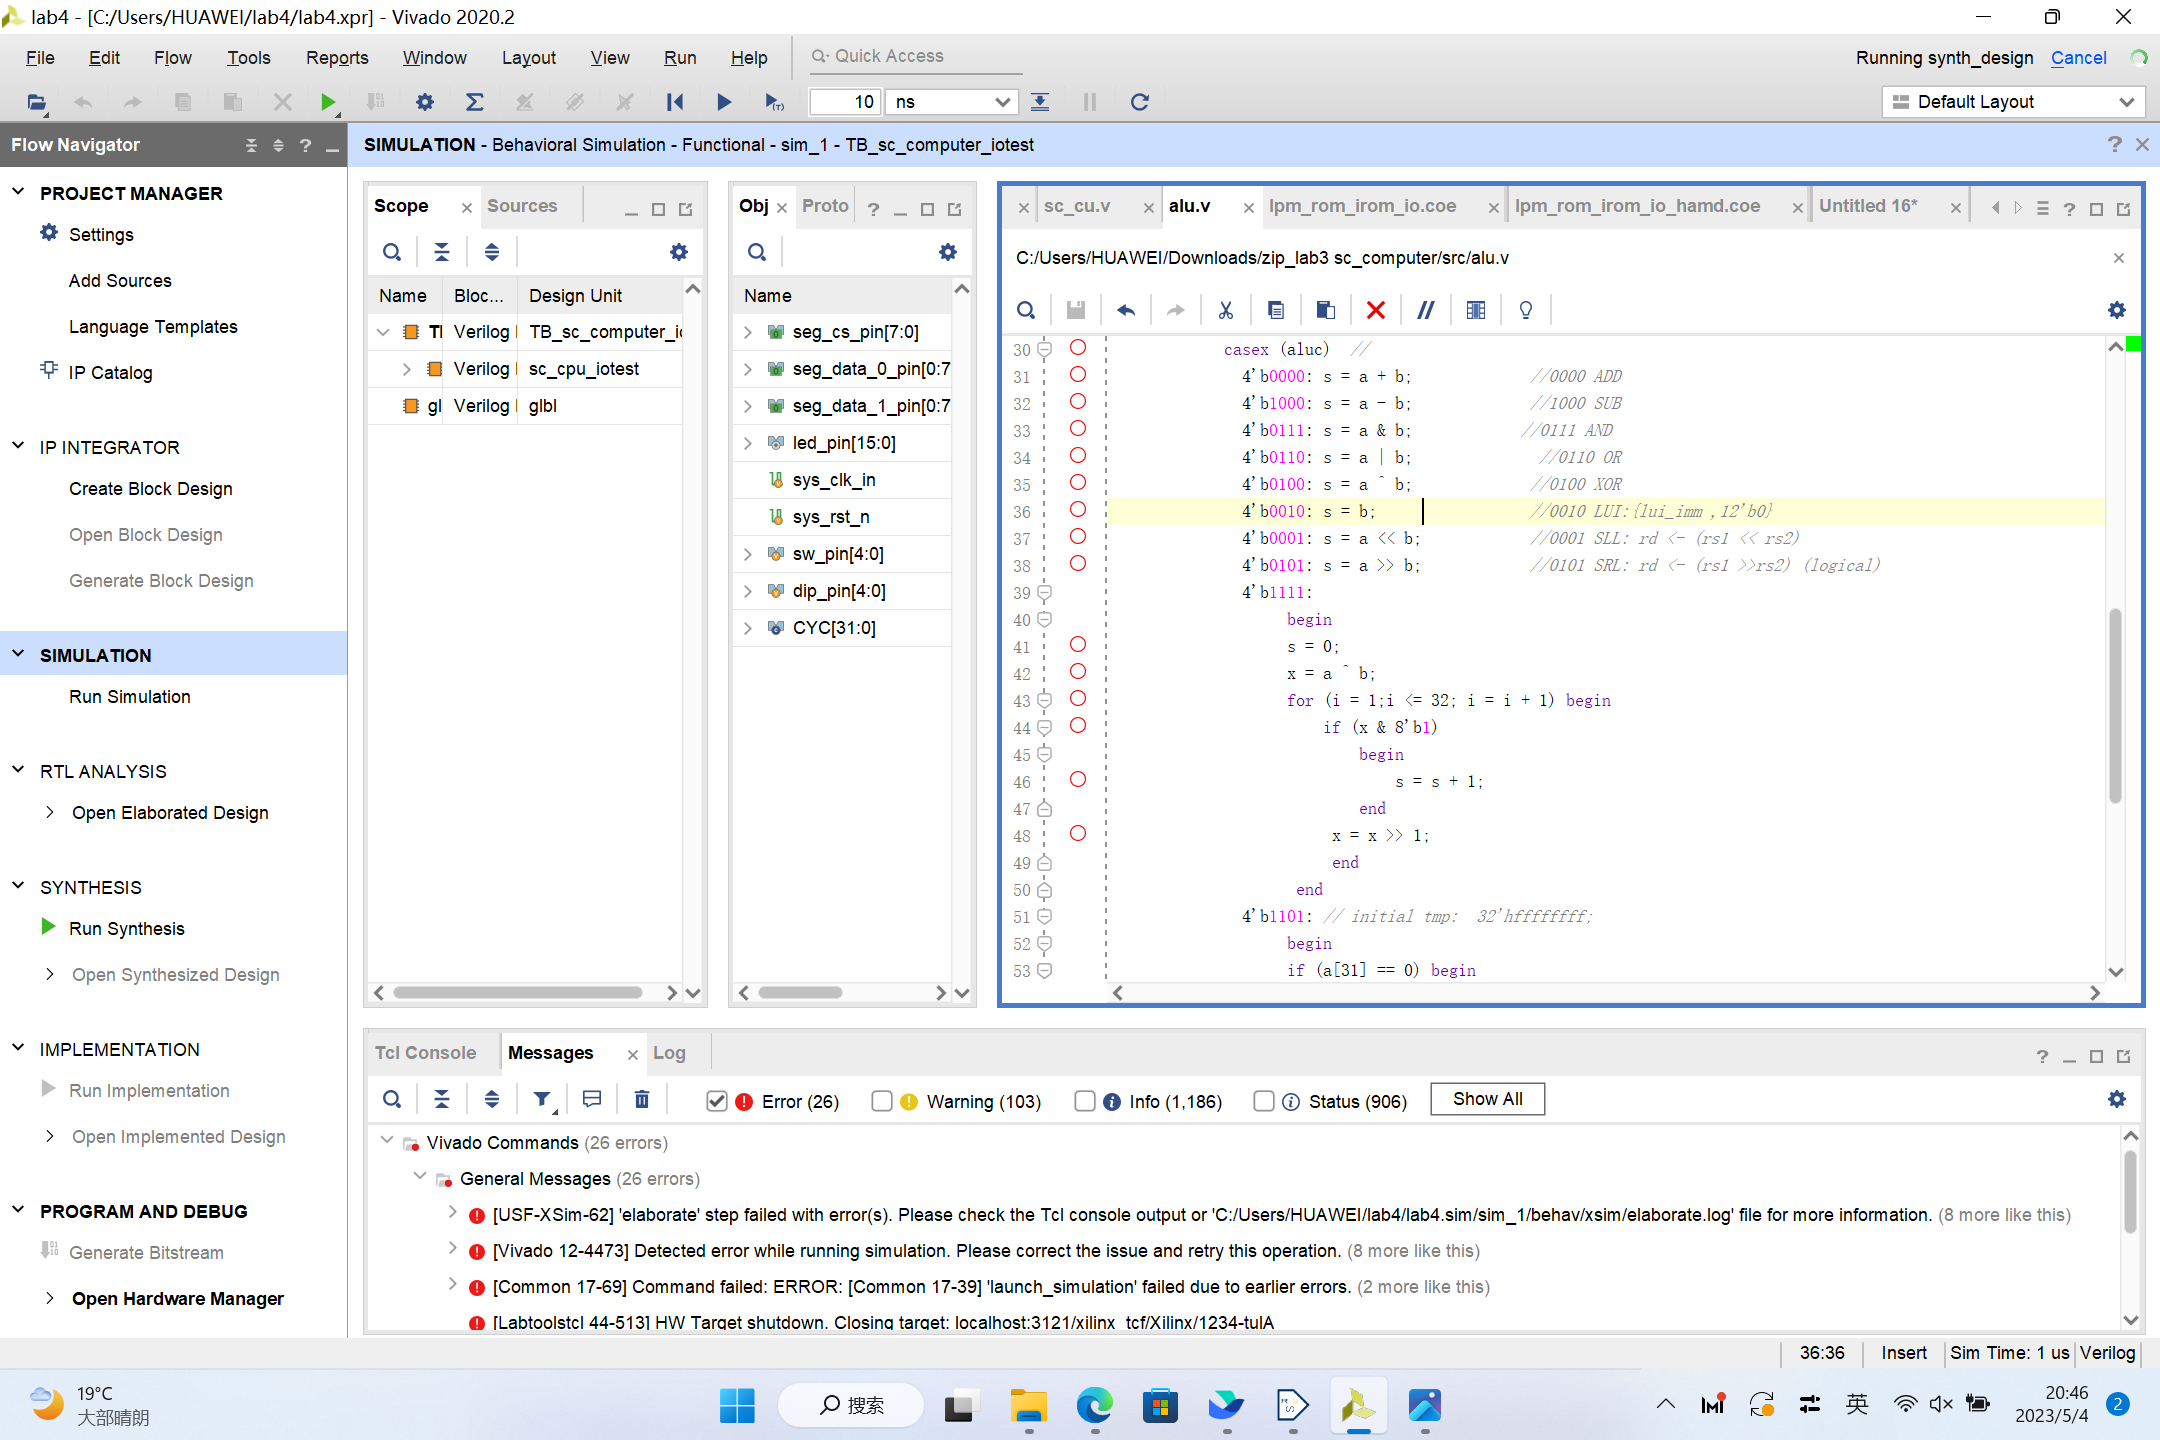 lab4 - [C:/Users/HUAWEI/lab4/lab4.xpr] - Vivado 2020.2
File Edit Flow Tools Reports Window Layout View Run Help Quick Access
Running synth_design Cancel
10 ns Default Layout
Flow Navigator
SIMULATION - Behavioral Simulation - Functional - sim_1 - TB_sc_computer_iotest
PROJECT MANAGER
Settings
Add Sources
Language Templates
IP Catalog
IP INTEGRATOR
Create Block Design
Open Block Design
Generate Block Design
SIMULATION
Run Simulation
RTL ANALYSIS
Open Elaborated Design
SYNTHESIS
Run Synthesis
Open Synthesized Design
IMPLEMENTATION
Run Implementation
Open Implemented Design
PROGRAM AND DEBUG
Generate Bitstream
Open Hardware Manager
Scope Sources
Name Bloc... Design Unit
Verilog TB_sc_computer_i
Verilog sc_cpu_iotest
gl Verilog glbl
Obj Proto
Name
seg_cs_pin[7:0]
seg_data_0_pin[0:7
seg_data_1_pin[0:7
led_pin[15:0]
sys_clk_in
sys_rst_n
sw_pin[4:0]
dip_pin[4:0]
CYC[31:0]
sc_cu.v alu.v lpm_rom_irom_io.coe lpm_rom_irom_io_hamd.coe Untitled 16*
C:/Users/HUAWEI/Downloads/zip_lab3 sc_computer/src/alu.v
30 casex (aluc) //
31 4'b0000: s = a + b; //0000 ADD
32 4'b1000: s = a - b; //1000 SUB
33 4'b0111: s = a & b; //0111 AND
34 4'b0110: s = a | b; //0110 OR
35 4'b0100: s = a ^ b; //0100 XOR
36 4'b0010: s = b; //0010 LUI:{lui_imm ,12'b0}
37 4'b0001: s = a << b; //0001 SLL: rd <- (rs1 << rs2)
38 4'b0101: s = a >> b; //0101 SRL: rd <- (rs1 >>rs2) (logical)
39 4'b1111:
40 begin
41 s = 0;
42 x = a ^ b;
43 for (i = 1;i <= 32; i = i + 1) begin
44 if (x & 8'b1)
45 begin
46 s = s + 1;
47 end
48 x = x >> 1;
49 end
50 end
51 4'b1101: // initial tmp: 32'hffffffff;
52 begin
53 if (a[31] == 0) begin
Tcl Console Messages Log
Error (26) Warning (103) Info (1,186) Status (906) Show All
Vivado Commands (26 errors)
General Messages (26 errors)
[USF-XSim-62] 'elaborate' step failed with error(s). Please check the Tcl console output or 'C:/Users/HUAWEI/lab4/lab4.sim/sim_1/behav/xsim/elaborate.log' file for more information. (8 more like this)
[Vivado 12-4473] Detected error while running simulation. Please correct the issue and retry this operation. (8 more like this)
[Common 17-69] Command failed: ERROR: [Common 17-39] 'launch_simulation' failed due to earlier errors. (2 more like this)
[Labtoolstcl 44-513] HW Target shutdown. Closing target: localhost:3121/xilinx_tcf/Xilinx/1234-tulA
36:36 Insert Sim Time: 1 us Verilog
19°C
大部晴朗
搜索
英
20:46
2023/5/4
2